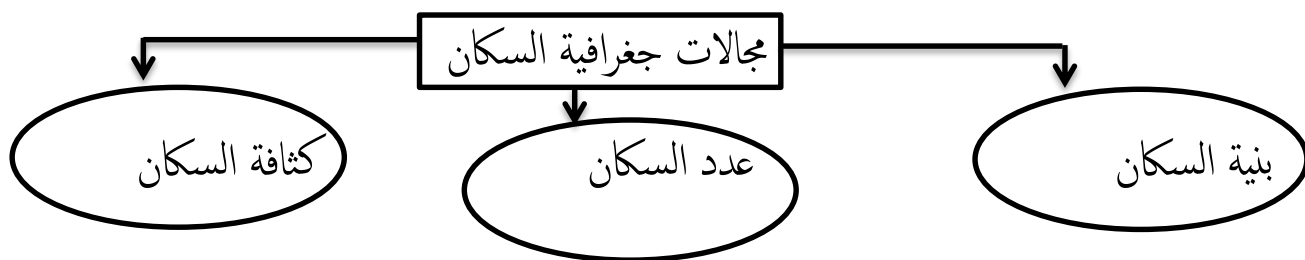 مجالات جغرافية السكان
بنية السكان
عدد السكان
كثافة السكان